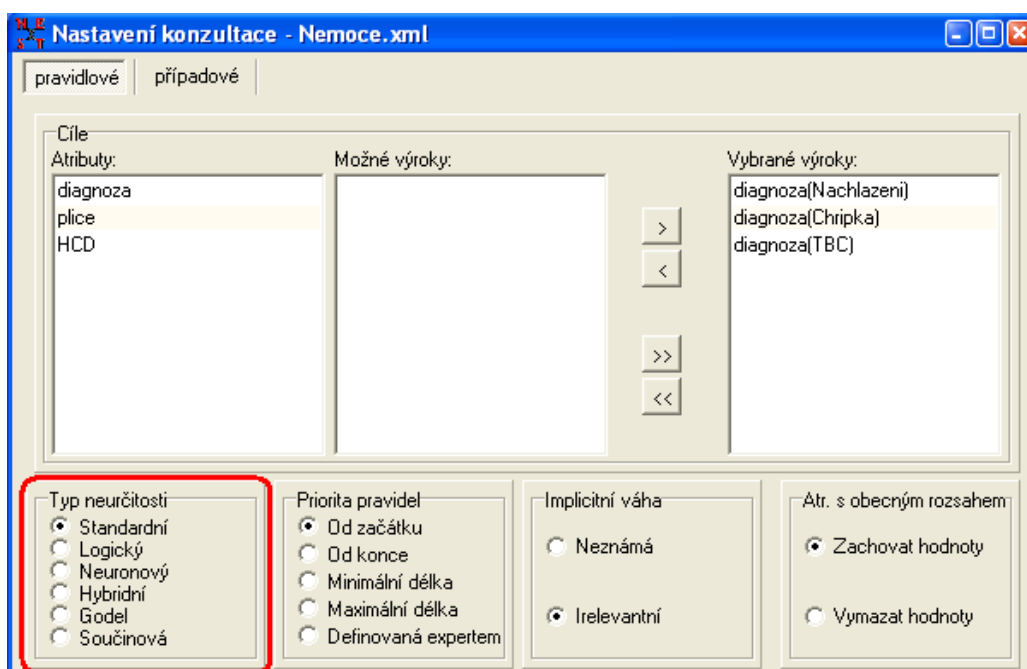 Nastavení konzultace - Nemoce.xml
pravidlové případové
Cíle
Atributy: Možné výroky: Vybrané výroky:
diagnoza diagnoza(Nachlazeni)
plice diagnoza(Chripka)
HCD diagnoza(TBC)
>
<
>>
<<
Typ neurčitosti
Standardní
Logický
Neuronový
Hybridní
Godel
Součinová
Priorita pravidel
Od začátku
Od konce
Minimální délka
Maximální délka
Definovaná expertem
Implicitní váha
Neznámá
Irelevantní
Atr. s obecným rozsahem
Zachovat hodnoty
Vymazat hodnoty